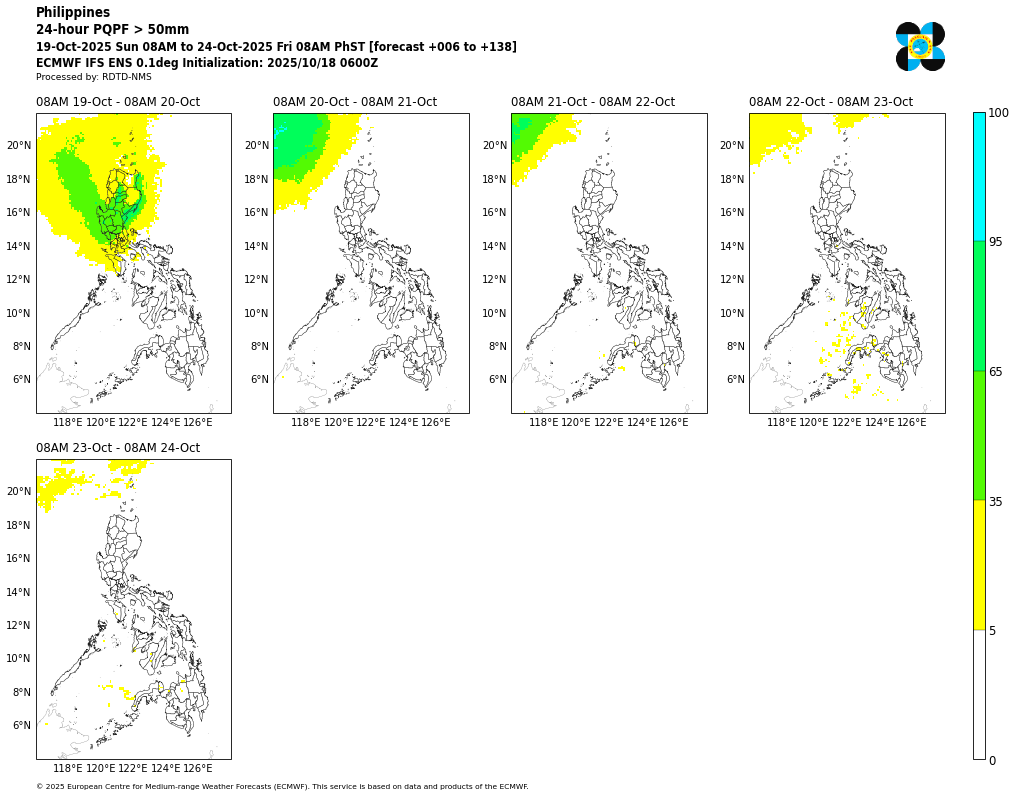 Philippines
24-hour PQPF > 50mm
19-Oct-2025 Sun 08AM to 24-Oct-2025 Fri 08AM PhST [forecast +006 to +138]
ECMWF IFS ENS 0.1deg Initialization: 2025/10/18 0600Z
Processed by: RDTD-NMS
08AM 19-Oct - 08AM 20-Oct
08AM 20-Oct - 08AM 21-Oct
08AM 21-Oct - 08AM 22-Oct
08AM 22-Oct - 08AM 23-Oct
20°N 20°N 20°N 20°N
18°N 18°N 18°N 18°N
16°N 16°N 16°N 16°N
14°N 14°N 14°N 14°N
12°N 12°N 12°N 12°N
10°N 10°N 10°N 10°N
8°N 8°N 8°N 8°N
6°N 6°N 6°N 6°N
118°E 120°E 122°E 124°E 126°E 118°E 120°E 122°E 124°E 126°E 118°E 120°E 122°E 124°E 126°E 118°E 120°E 122°E 124°E 126°E
08AM 23-Oct - 08AM 24-Oct
20°N
18°N
16°N
14°N
12°N
10°N
8°N
6°N
118°E 120°E 122°E 124°E 126°E
100
95
65
35
5
0
© 2025 European Centre for Medium-range Weather Forecasts (ECMWF). This service is based on data and products of the ECMWF.